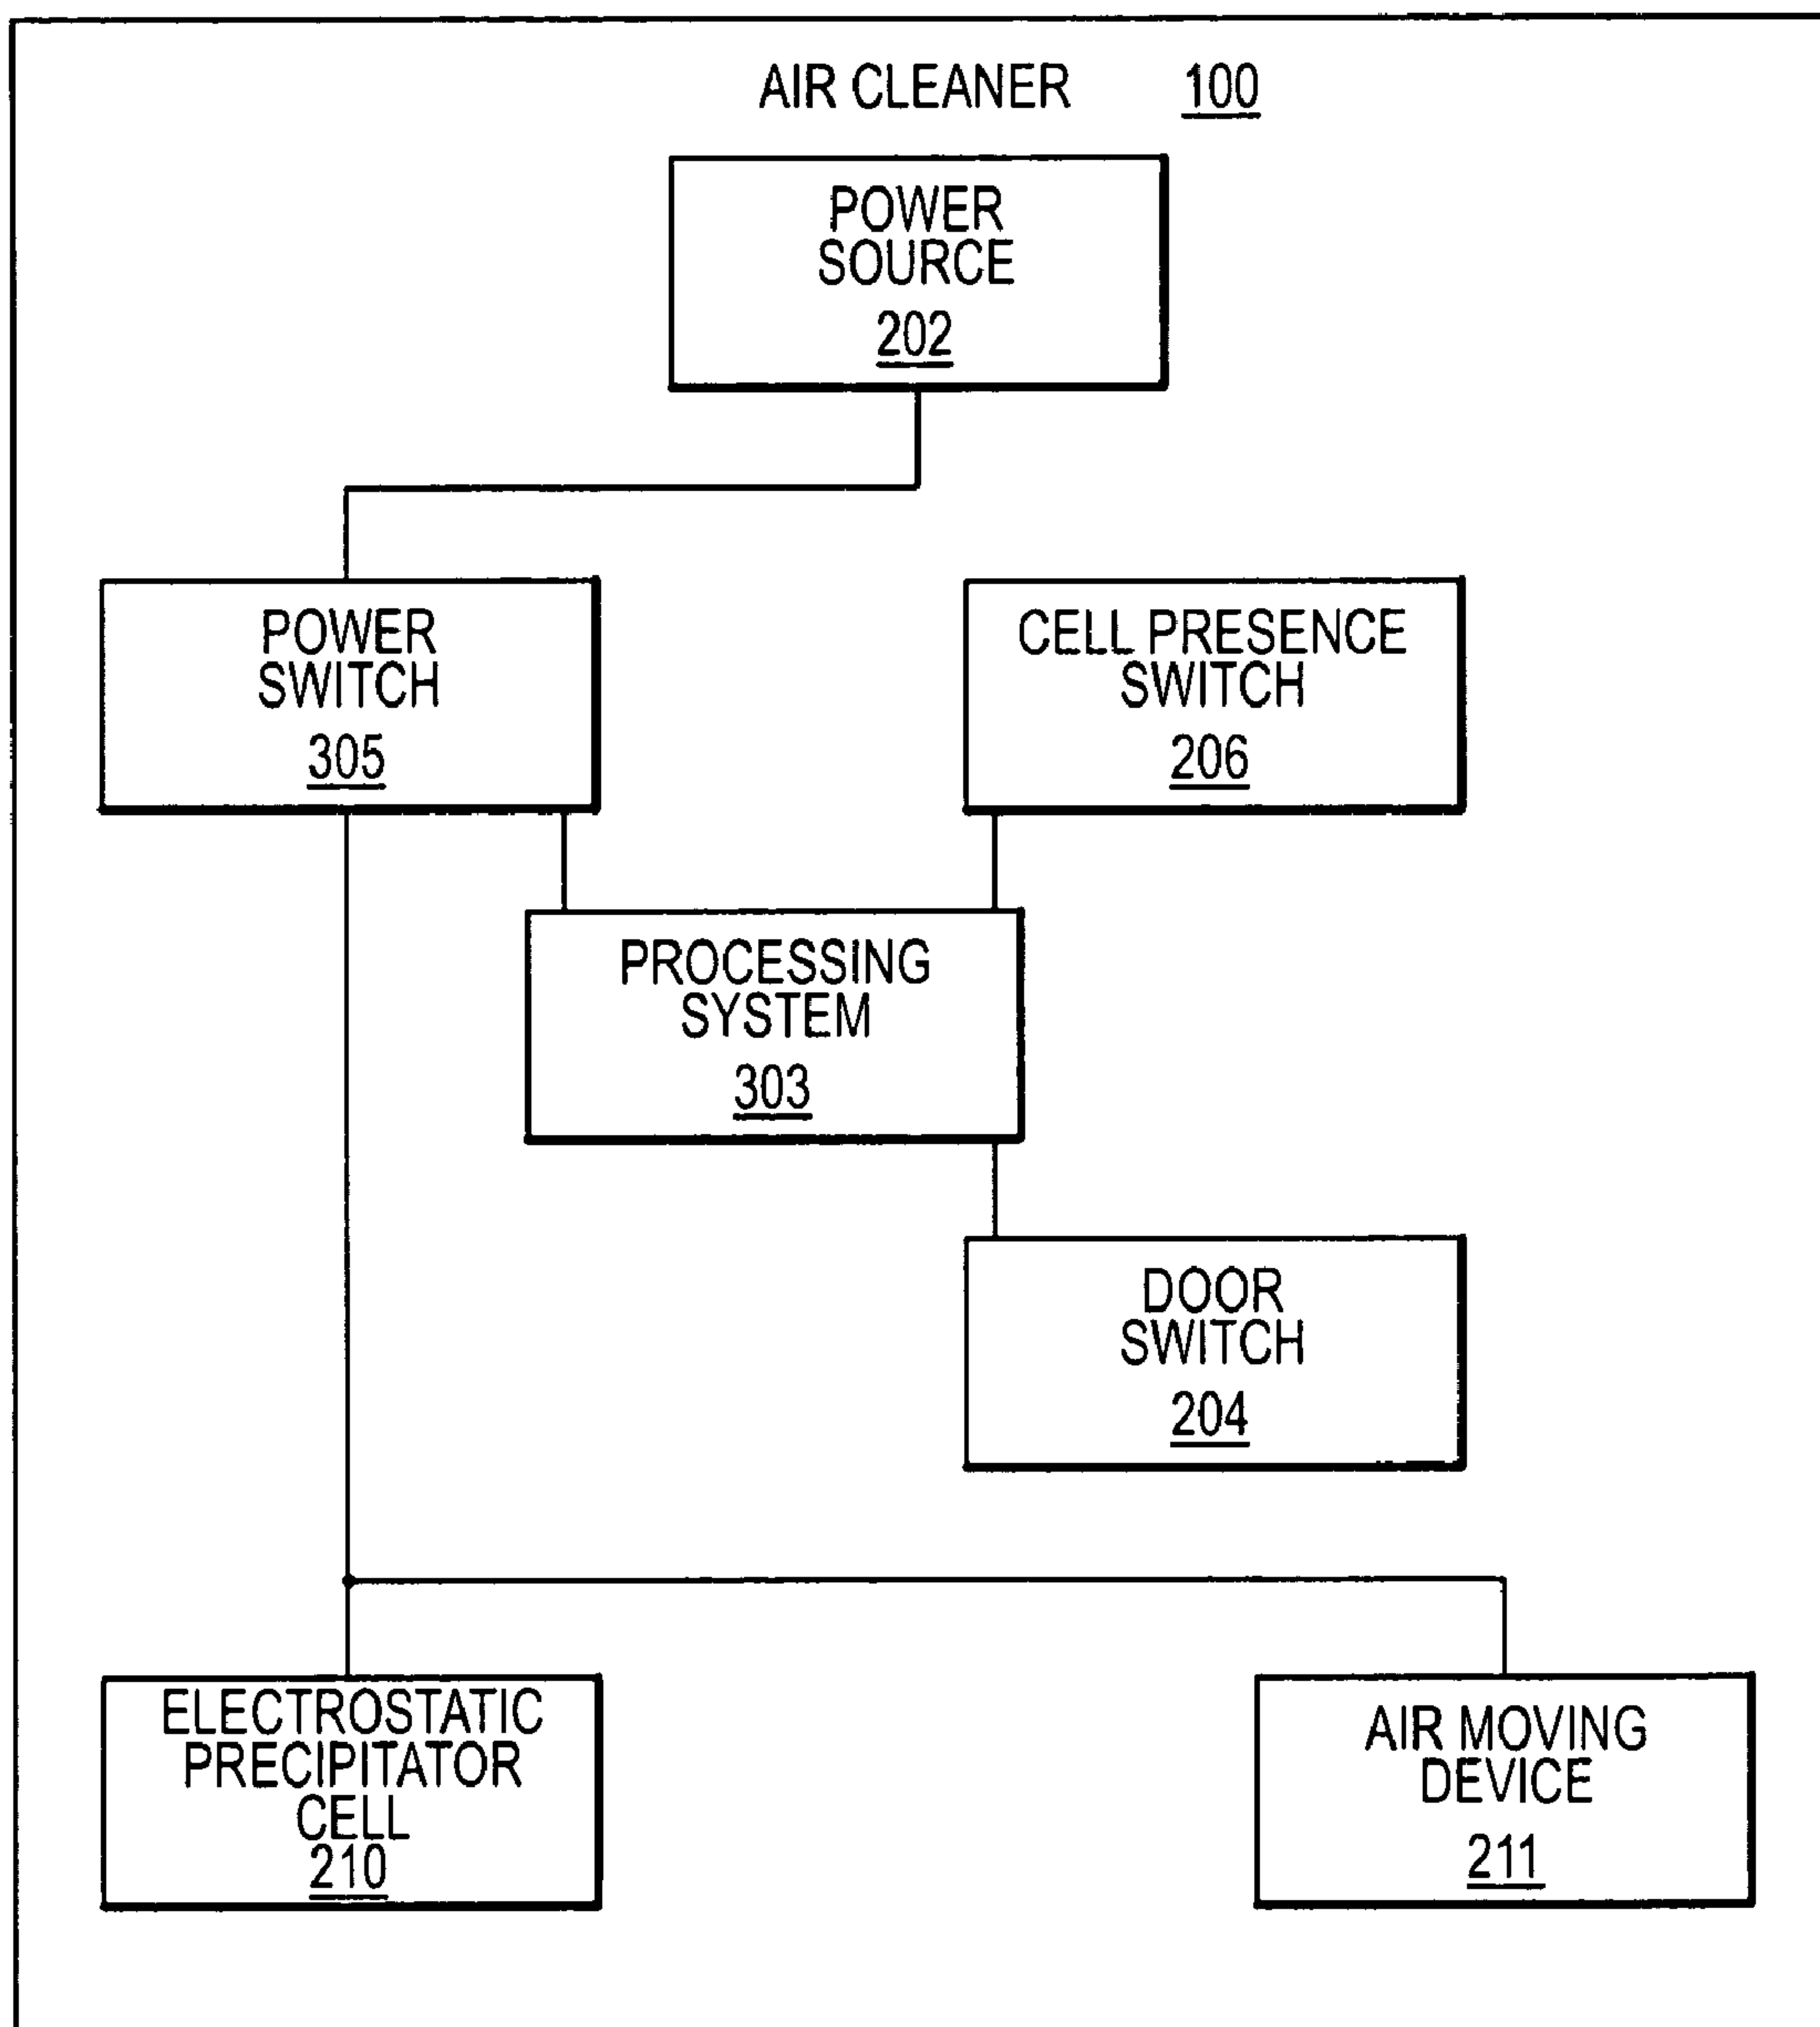 AIR CLEANER 100
POWER
SOURCE
202
POWER
SWITCH
305
CELL PRESENCE
SWITCH
206
PROCESSING
SYSTEM
303
DOOR
SWITCH
204
ELECTROSTATIC
PRECIPITATOR
CELL
210
AIR MOVING
DEVICE
211